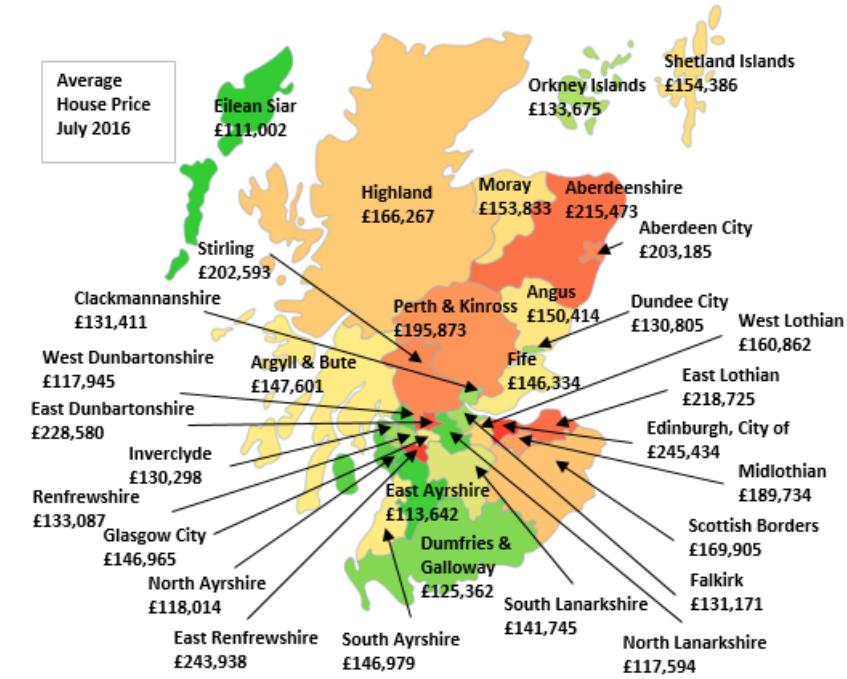 Average
House Price
July 2016
Eilean Siar
£111,002
Orkney Islands
£133,675
Shetland Islands
£154,386
Highland
£166,267
Moray
£153,833
Aberdeenshire
£215,473
Aberdeen City
£203,185
Stirling
£202,593
Clackmannanshire
£131,411
Perth & Kinross
£195,873
Angus
£150,414
Dundee City
£130,805
West Lothian
£160,862
West Dunbartonshire
£117,945
Argyll & Bute
£147,601
Fife
£146,334
East Lothian
£218,725
East Dunbartonshire
£228,580
Edinburgh, City of
£245,434
Inverclyde
£130,298
Midlothian
£189,734
Renfrewshire
£133,087
East Ayrshire
£113,642
Glasgow City
£146,965
Scottish Borders
£169,905
Dumfries &
Galloway
£125,362
North Ayrshire
£118,014
Falkirk
£131,171
South Lanarkshire
£141,745
East Renfrewshire
£243,938
South Ayrshire
£146,979
North Lanarkshire
£117,594